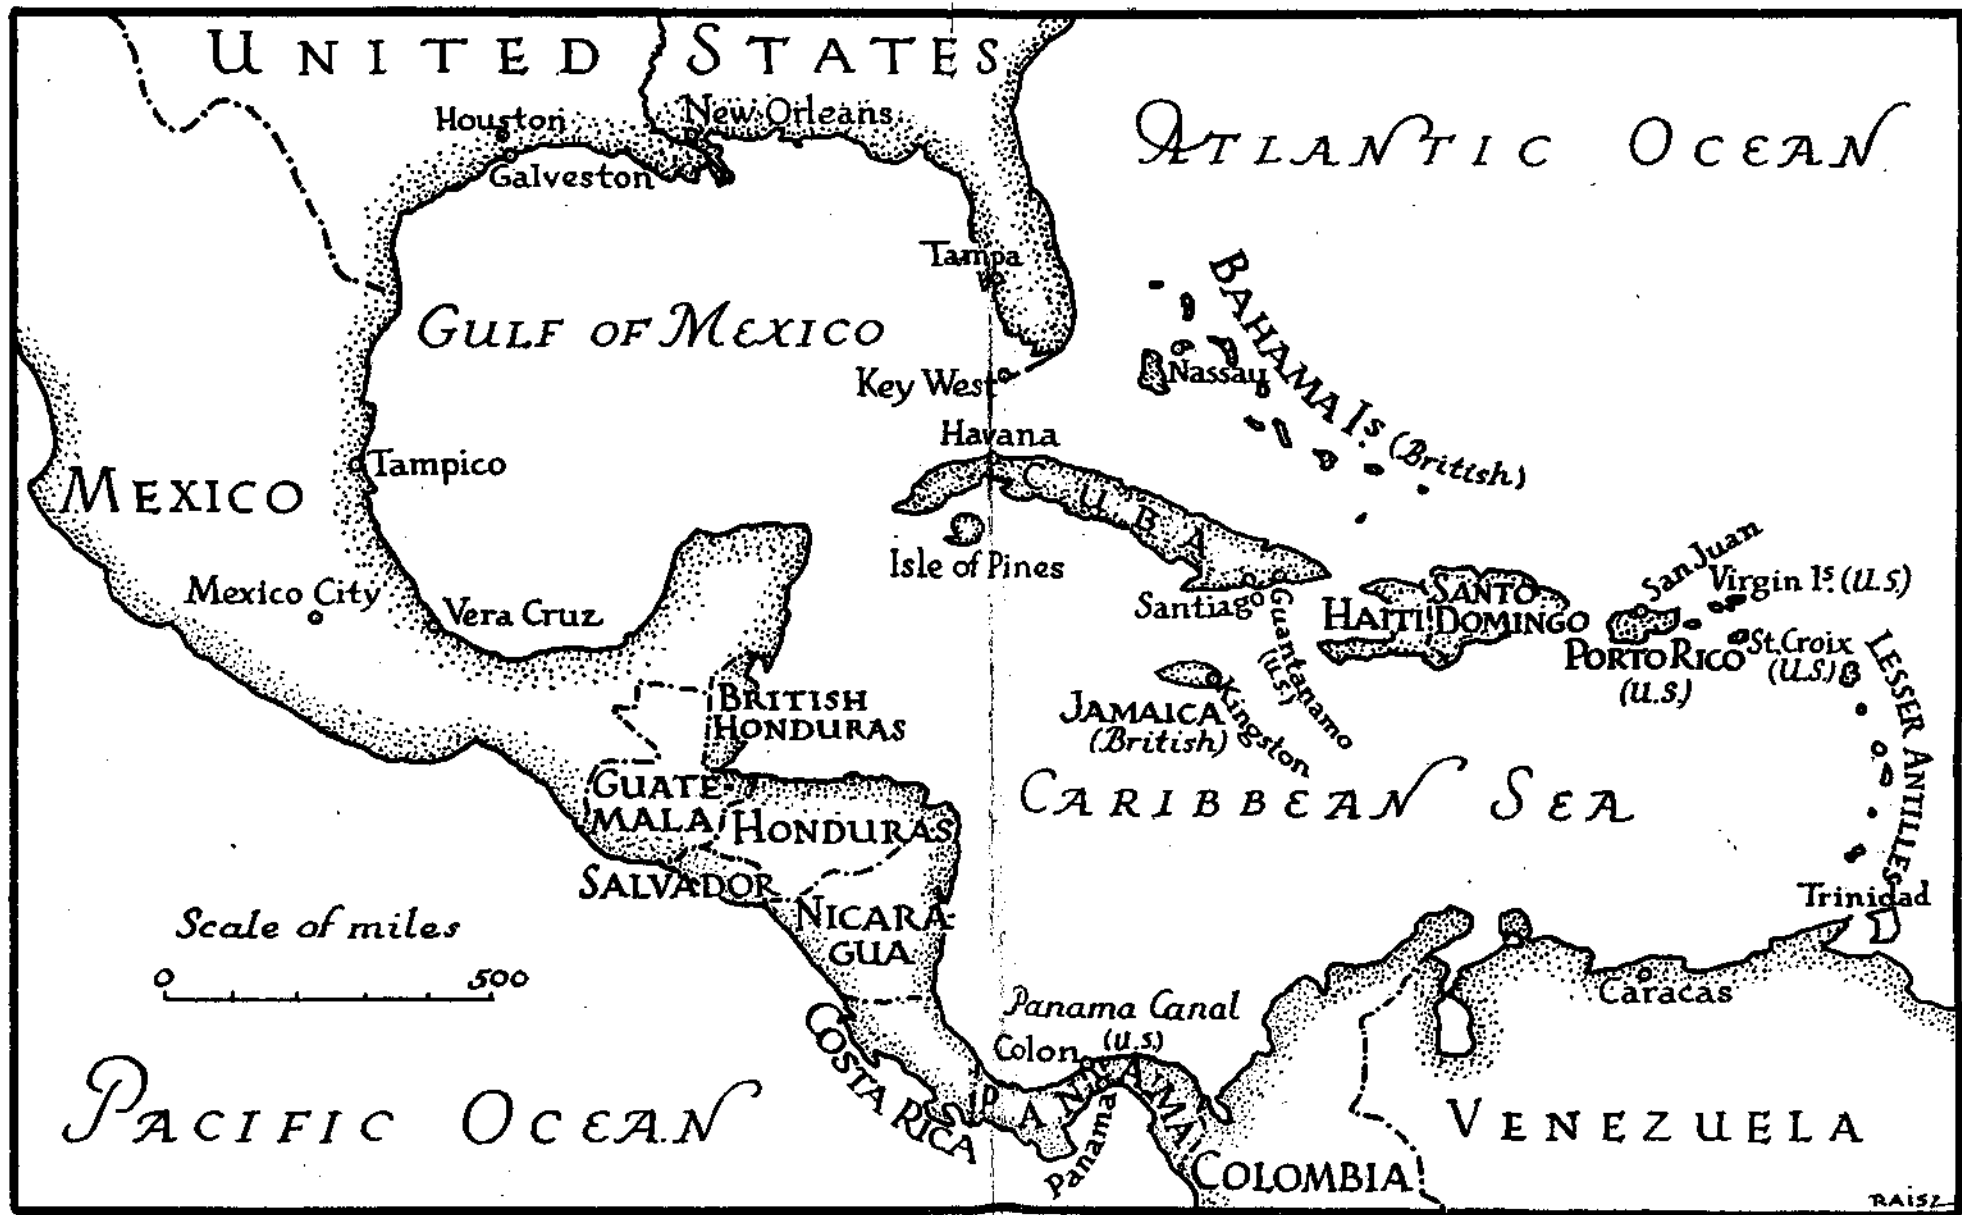 UNITED STATES
Houston
New Orleans
Galveston
ATLANTIC OCEAN
Tampa
GULF OF MEXICO
BAHAMA Is (British)
Nassau
Key West
Havana
CUBA
Tampico
MEXICO
Isle of Pines
Mexico City
Vera Cruz
Santiago
Guantanamo
(U.S.)
HAITI
SANTO
DOMINGO
San Juan
Virgin Is. (U.S.)
PORTO RICO
(U.S.)
St. Croix
(U.S.)
LESSER ANTILLES
JAMAICA
(British)
Kingston
BRITISH
HONDURAS
CARIBBEAN SEA
GUATE-
MALA
HONDURAS
SALVADOR
NICARA-
GUA
Trinidad
Scale of miles
0 500
Caracas
Panama Canal
(U.S.)
Colon
COSTA RICA
PANAMA
Panama
PACIFIC OCEAN
VENEZUELA
COLOMBIA
RAISZ